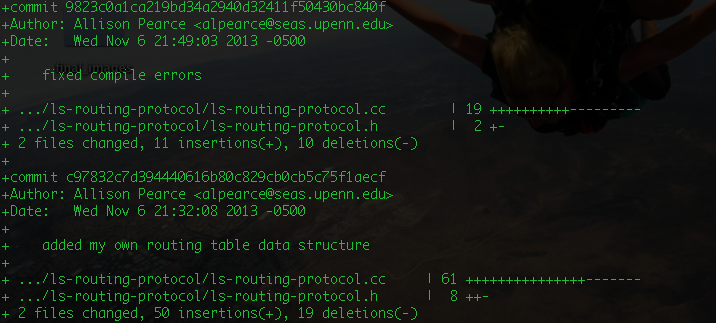 +commit 9823c0a1ca219bd34a2940d32411f50430bc840f
+Author: Allison Pearce <alpearce@seas.upenn.edu>
+Date:   Wed Nov 6 21:49:03 2013 -0500
+
+    fixed compile errors
+
+ .../ls-routing-protocol/ls-routing-protocol.cc        | 19 ++++++++++---------
+ .../ls-routing-protocol/ls-routing-protocol.h         |  2 +-
+ 2 files changed, 11 insertions(+), 10 deletions(-)
+
+commit c97832c7d394440616b80c829cb0cb5c75f1aecf
+Author: Allison Pearce <alpearce@seas.upenn.edu>
+Date:   Wed Nov 6 21:32:08 2013 -0500
+
+    added my own routing table data structure
+
+ .../ls-routing-protocol/ls-routing-protocol.cc     | 61 +++++++++++++++-------
+ .../ls-routing-protocol/ls-routing-protocol.h      |  8 ++-
+ 2 files changed, 50 insertions(+), 19 deletions(-)